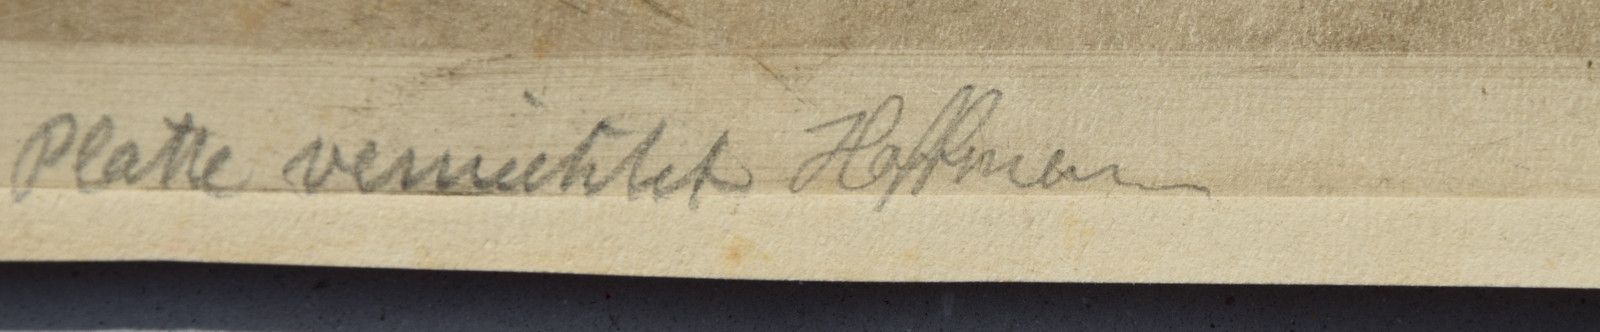 Platte vernichtet Hoffmann